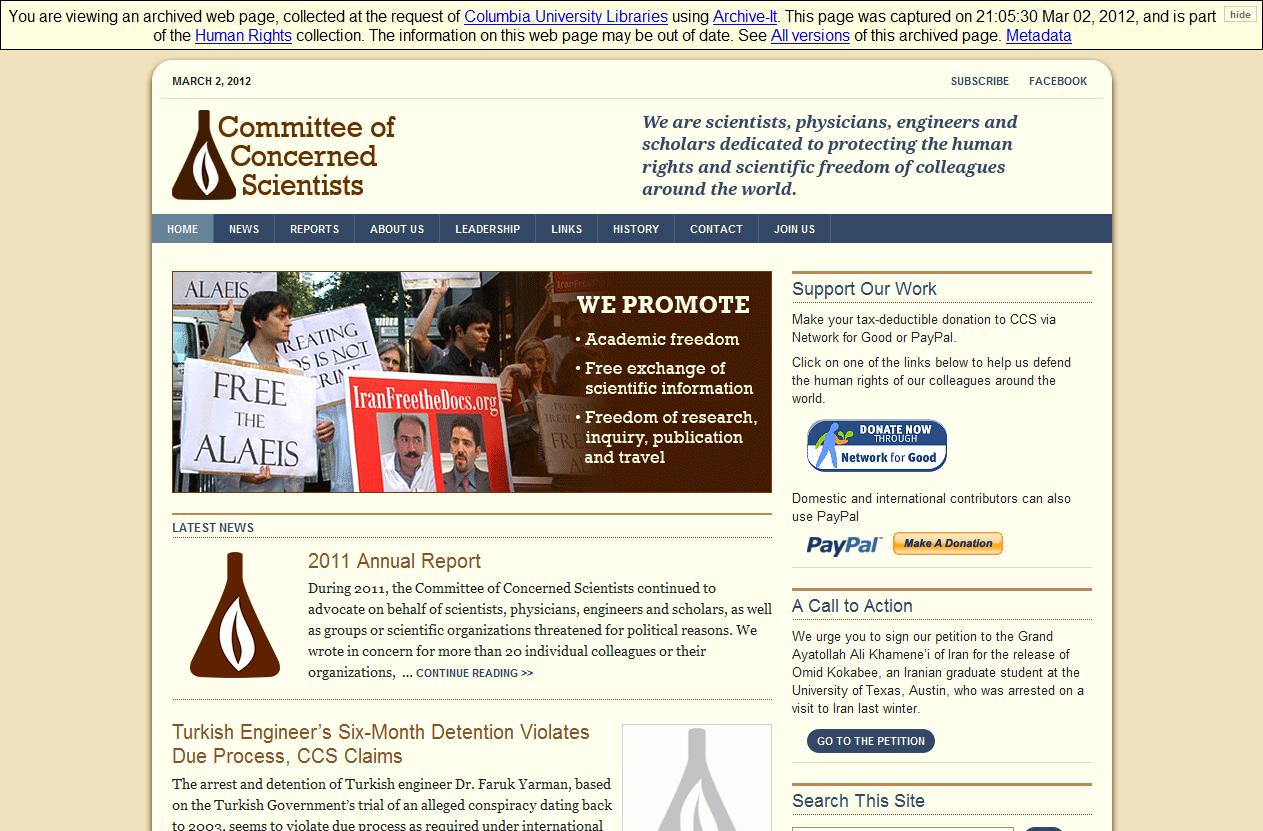 You are viewing an archived web page, collected at the request of Columbia University Libraries using Archive-It. This page was captured on 21:05:30 Mar 02, 2012, and is part
of the Human Rights collection. The information on this web page may be out of date. See All versions of this archived page. Metadata
hide
MARCH 2, 2012
SUBSCRIBE FACEBOOK
Committee of
Concerned
Scientists
We are scientists, physicians, engineers and
scholars dedicated to protecting the human
rights and scientific freedom of colleagues
around the world.
HOME NEWS REPORTS ABOUT US LEADERSHIP LINKS HISTORY CONTACT JOIN US
ALAEIS
REATING
IS NOT
FREE
THE
ALAEIS
IranFreetheDocs.org
WE PROMOTE
• Academic freedom
• Free exchange of
scientific information
• Freedom of research,
inquiry, publication
and travel
LATEST NEWS
2011 Annual Report
During 2011, the Committee of Concerned Scientists continued to
advocate on behalf of scientists, physicians, engineers and scholars, as well
as groups or scientific organizations threatened for political reasons. We
wrote in concern for more than 20 individual colleagues or their
organizations, ... CONTINUE READING >>
Turkish Engineer's Six-Month Detention Violates
Due Process, CCS Claims
The arrest and detention of Turkish engineer Dr. Faruk Yarman, based
on the Turkish Government's trial of an alleged conspiracy dating back
to 2003, seems to violate due process as required under international
Support Our Work
Make your tax-deductible donation to CCS via
Network for Good or PayPal.
Click on one of the links below to help us defend
the human rights of our colleagues around the
world.
DONATE NOW
THROUGH
Network for Good
Domestic and international contributors can also
use PayPal
PayPal Make A Donation
A Call to Action
We urge you to sign our petition to the Grand
Ayatollah Ali Khamene'i of Iran for the release of
Omid Kokabee, an Iranian graduate student at the
University of Texas, Austin, who was arrested on a
visit to Iran last winter.
GO TO THE PETITION
Search This Site